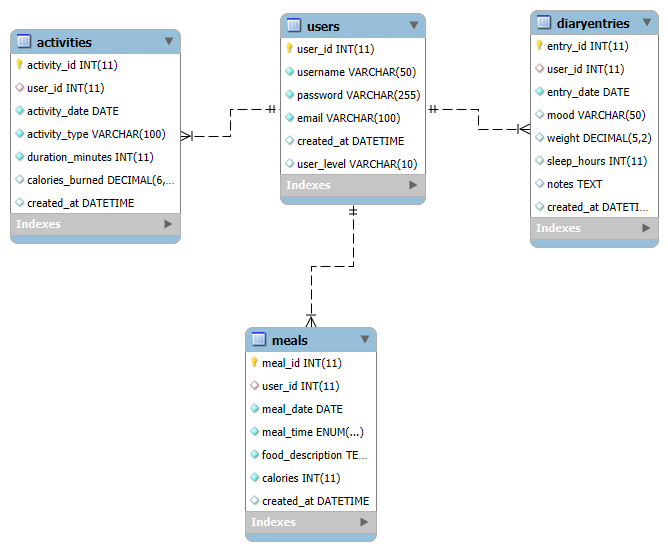 activities
activity_id INT(11)
user_id INT(11)
activity_date DATE
activity_type VARCHAR(100)
duration_minutes INT(11)
calories_burned DECIMAL(6,...
created_at DATETIME
Indexes
users
user_id INT(11)
username VARCHAR(50)
password VARCHAR(255)
email VARCHAR(100)
created_at DATETIME
user_level VARCHAR(10)
Indexes
diaryentries
entry_id INT(11)
user_id INT(11)
entry_date DATE
mood VARCHAR(50)
weight DECIMAL(5,2)
sleep_hours INT(11)
notes TEXT
created_at DATETI...
Indexes
meals
meal_id INT(11)
user_id INT(11)
meal_date DATE
meal_time ENUM(...)
food_description TE...
calories INT(11)
created_at DATETIME
Indexes